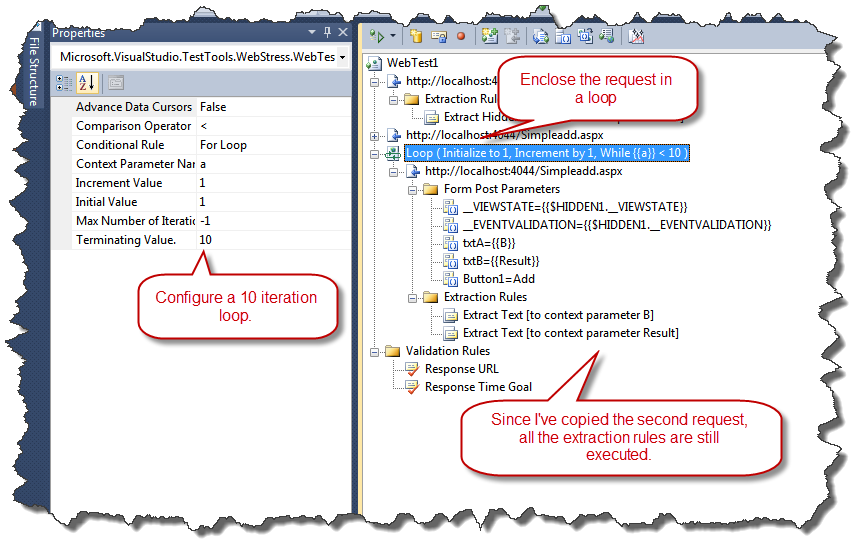 File Structure
Properties
Microsoft.VisualStudio.TestTools.WebStress.WebTes
Advance Data Cursors False
Comparison Operator <
Conditional Rule For Loop
Context Parameter Nar a
Increment Value 1
Initial Value 1
Max Number of Iteratio -1
Terminating Value. 10
Configure a 10 iteration
loop.
WebTest1
http://localhost:4
Extraction Rul
Extract Hidd
]
http://localhost:4044/Simpleadd.aspx
Loop ( Initialize to 1, Increment by 1, While {{a}} < 10 )
http://localhost:4044/Simpleadd.aspx
Form Post Parameters
__VIEWSTATE={{$HIDDEN1.__VIEWSTATE}}
__EVENTVALIDATION={{$HIDDEN1.__EVENTVALIDATION}}
txtA={{B}}
txtB={{Result}}
Button1=Add
Extraction Rules
Extract Text [to context parameter B]
Extract Text [to context parameter Result]
Validation Rules
Response URL
Response Time Goal
Enclose the request in
a loop
Since I've copied the second request,
all the extraction rules are still
executed.